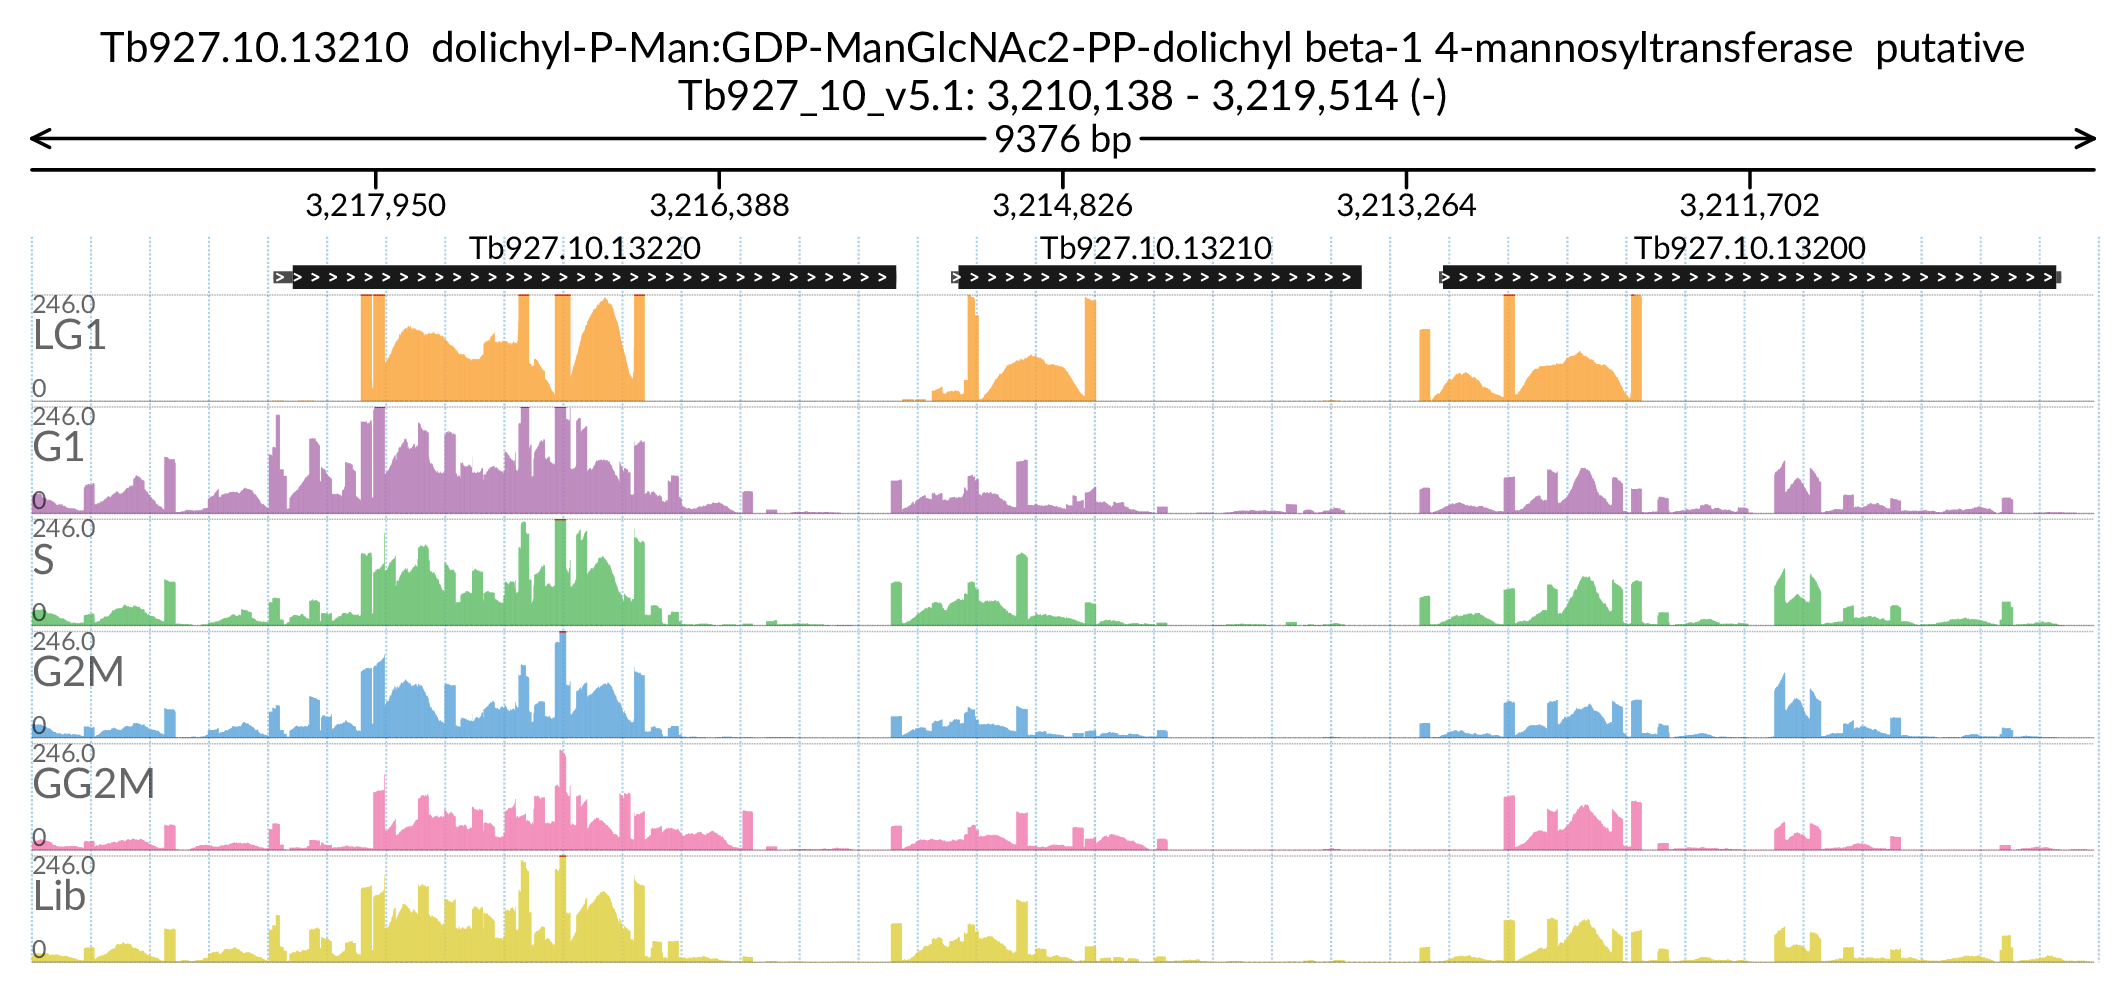 Tb927.10.13210  dolichyl-P-Man:GDP-ManGlcNAc2-PP-dolichyl beta-1 4-mannosyltransferase  putative
Tb927_10_v5.1: 3,210,138 - 3,219,514 (-)
9376 bp
3,217,950 3,216,388 3,214,826 3,213,264 3,211,702
Tb927.10.13220 Tb927.10.13210 Tb927.10.13200
246.0
LG1
0
246.0
G1
0
246.0
S
0
246.0
G2M
0
246.0
GG2M
0
246.0
Lib
0